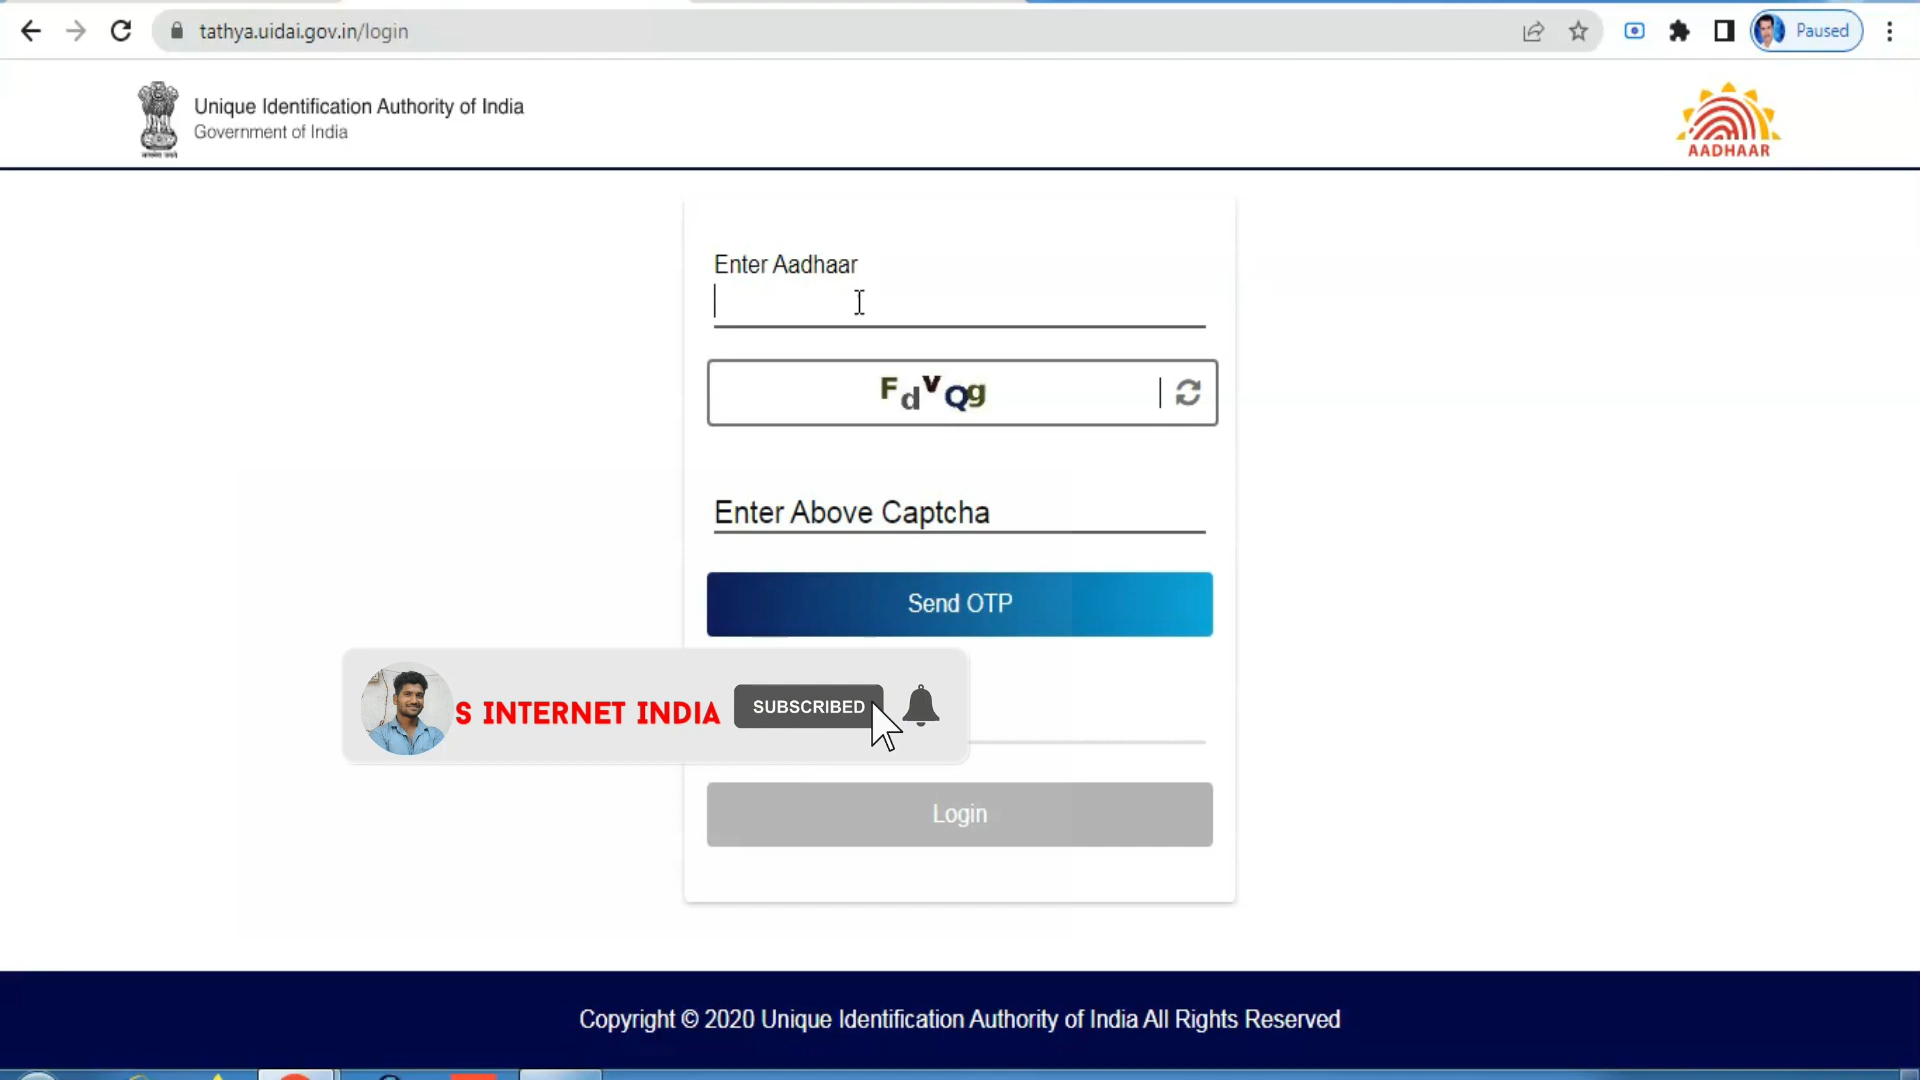 tathya.uidai.gov.in/login
Paused
Unique Identification Authority of India
Government of India
AADHAAR
Enter Aadhaar
FdvQg
Enter Above Captcha
Send OTP
S INTERNET INDIA
SUBSCRIBED
Login
Copyright © 2020 Unique Identification Authority of India All Rights Reserved